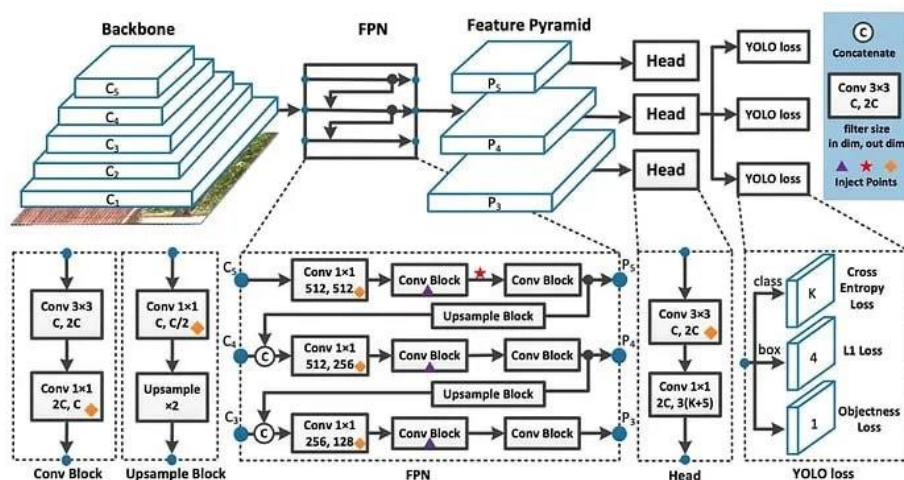 Backbone
FPN
Feature Pyramid
C₅
C₄
C₃
C₂
C₁
P₅
P₄
P₃
Head
Head
Head
YOLO loss
YOLO loss
YOLO loss
C
Concatenate
Conv 3×3
C, 2C
filter size
in dim, out dim
Inject Points
Conv 3×3
C, 2C
Conv 1×1
2C, C
Conv Block
Conv 1×1
C, C/2
Upsample
×2
Upsample Block
C₅
Conv 1×1
512, 512
Conv Block
Conv Block
P₅
Upsample Block
C₄
C
Conv 1×1
512, 256
Conv Block
Conv Block
P₄
Upsample Block
C₃
C
Conv 1×1
256, 128
Conv Block
Conv Block
P₃
FPN
Conv 3×3
C, 2C
Conv 1×1
2C, 3(K+5)
Head
class
K
Cross
Entropy
Loss
box
4
L1 Loss
1
Objectness
Loss
YOLO loss